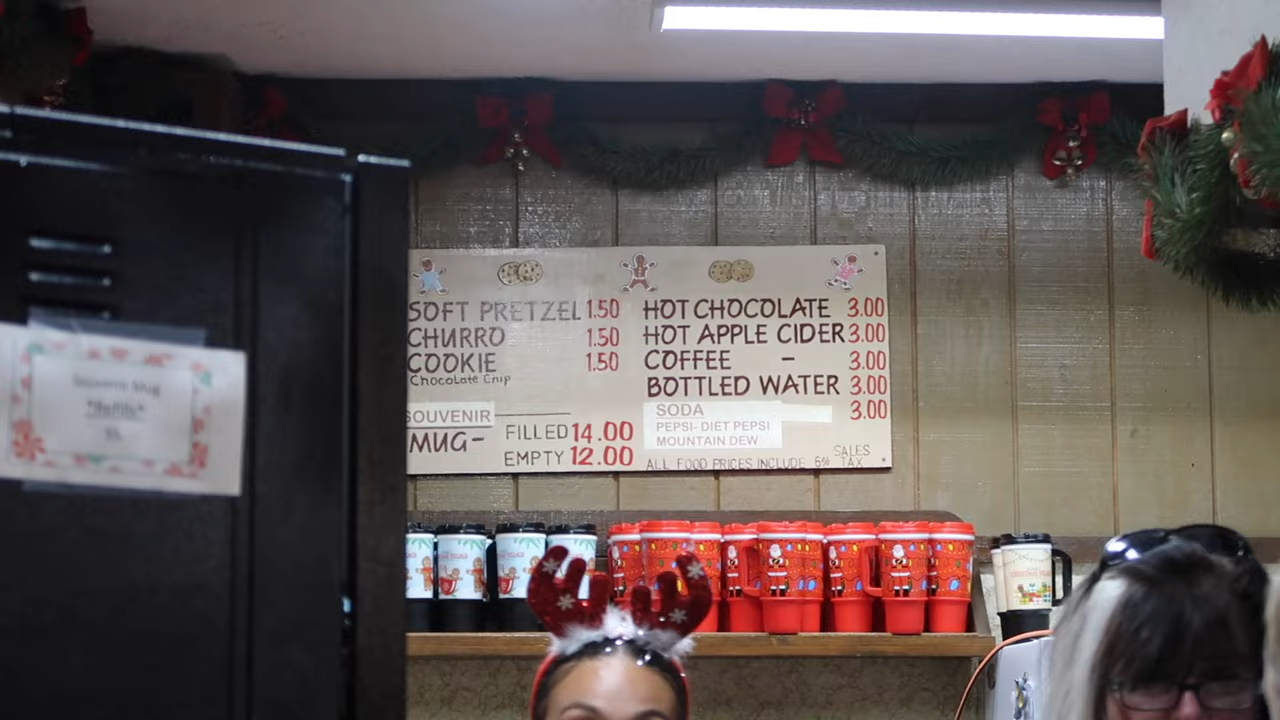 SOFT PRETZEL 1.50
CHURRO 1.50
COOKIE 1.50
Chocolate Chip
SOUVENIR
MUG- FILLED 14.00
EMPTY 12.00
HOT CHOCOLATE 3.00
HOT APPLE CIDER 3.00
COFFEE - 3.00
BOTTLED WATER 3.00
SODA 3.00
PEPSI- DIET PEPSI
MOUNTAIN DEW
ALL FOOD PRICES INCLUDE 6% SALES TAX
Souvenir Mug
*Refills*